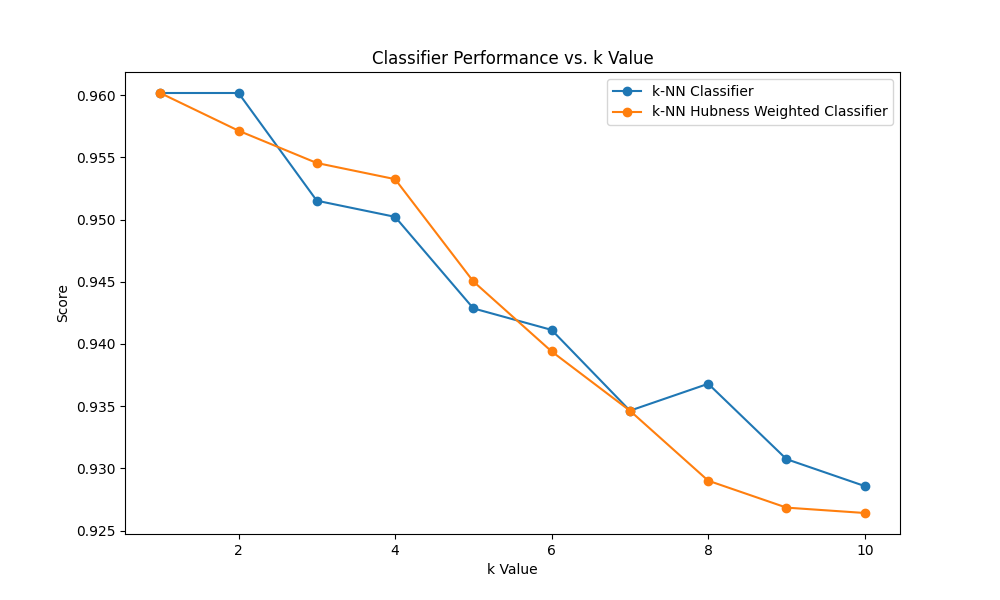 Classifier Performance vs. k Value
k-NN Classifier
k-NN Hubness Weighted Classifier
Score
0.960
0.955
0.950
0.945
0.940
0.935
0.930
0.925
2 4 6 8 10
k Value